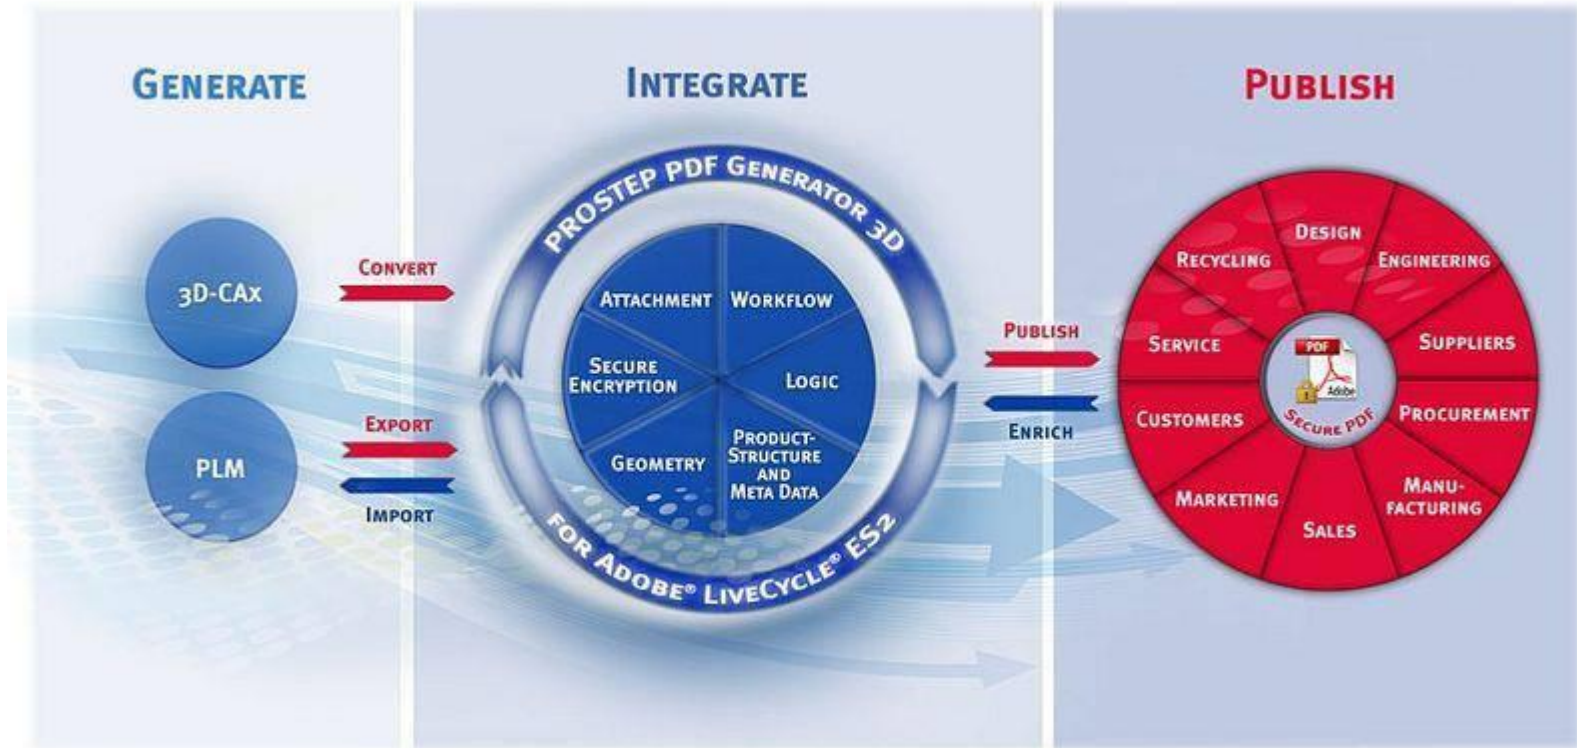 GENERATE
3D-CAX
PLM
CONVERT
EXPORT
IMPORT
INTEGRATE
PROSTEP PDF GENERATOR 3D
FOR ADOBE® LIVECYCLE® ES2
ATTACHMENT
WORKFLOW
SECURE
ENCRYPTION
LOGIC
GEOMETRY
PRODUCT-
STRUCTURE
AND
META DATA
PUBLISH
ENRICH
PUBLISH
DESIGN
ENGINEERING
SUPPLIERS
PROCUREMENT
MANU-
FACTURING
SALES
MARKETING
CUSTOMERS
SERVICE
RECYCLING
PDF
Adobe
SECURE PDF